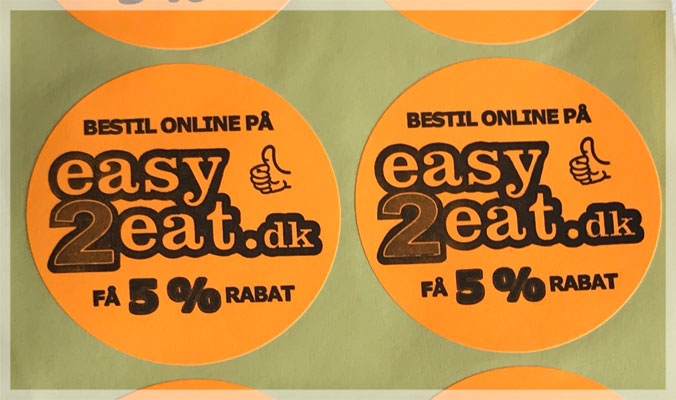 BESTIL ONLINE PÅ
easy
2eat.dk
FÅ 5 % RABAT
BESTIL ONLINE PÅ
easy
2eat.dk
FÅ 5 % RABAT